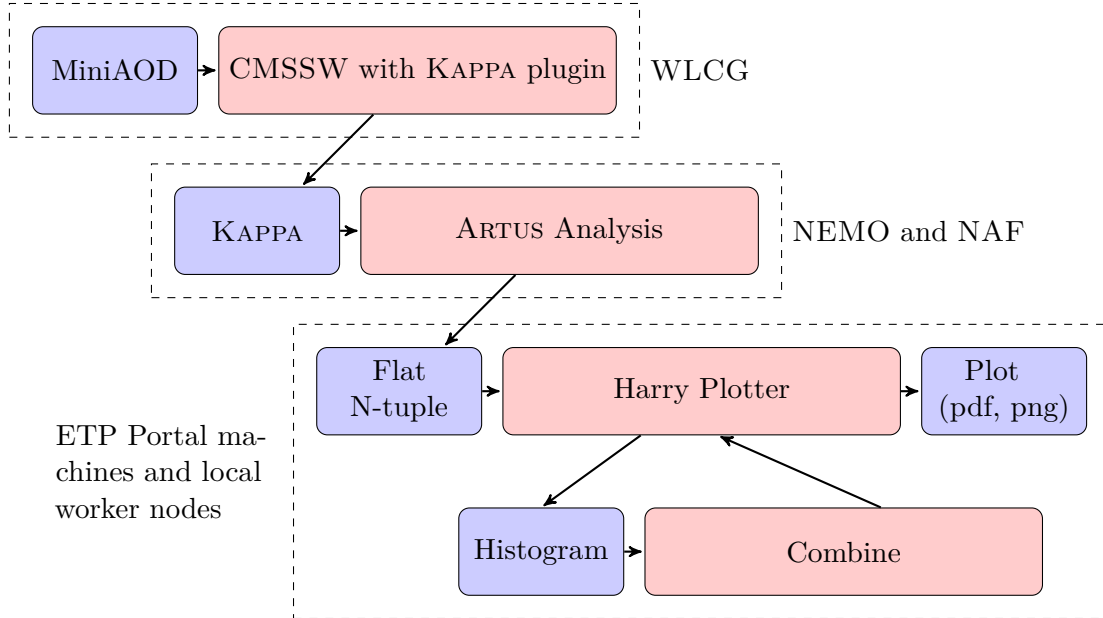 MiniAOD
CMSSW with KAPPA plugin
WLCG
KAPPA
ARTUS Analysis
NEMO and NAF
Flat
N-tuple
Harry Plotter
Plot
(pdf, png)
ETP Portal ma-
chines and local
worker nodes
Histogram
Combine